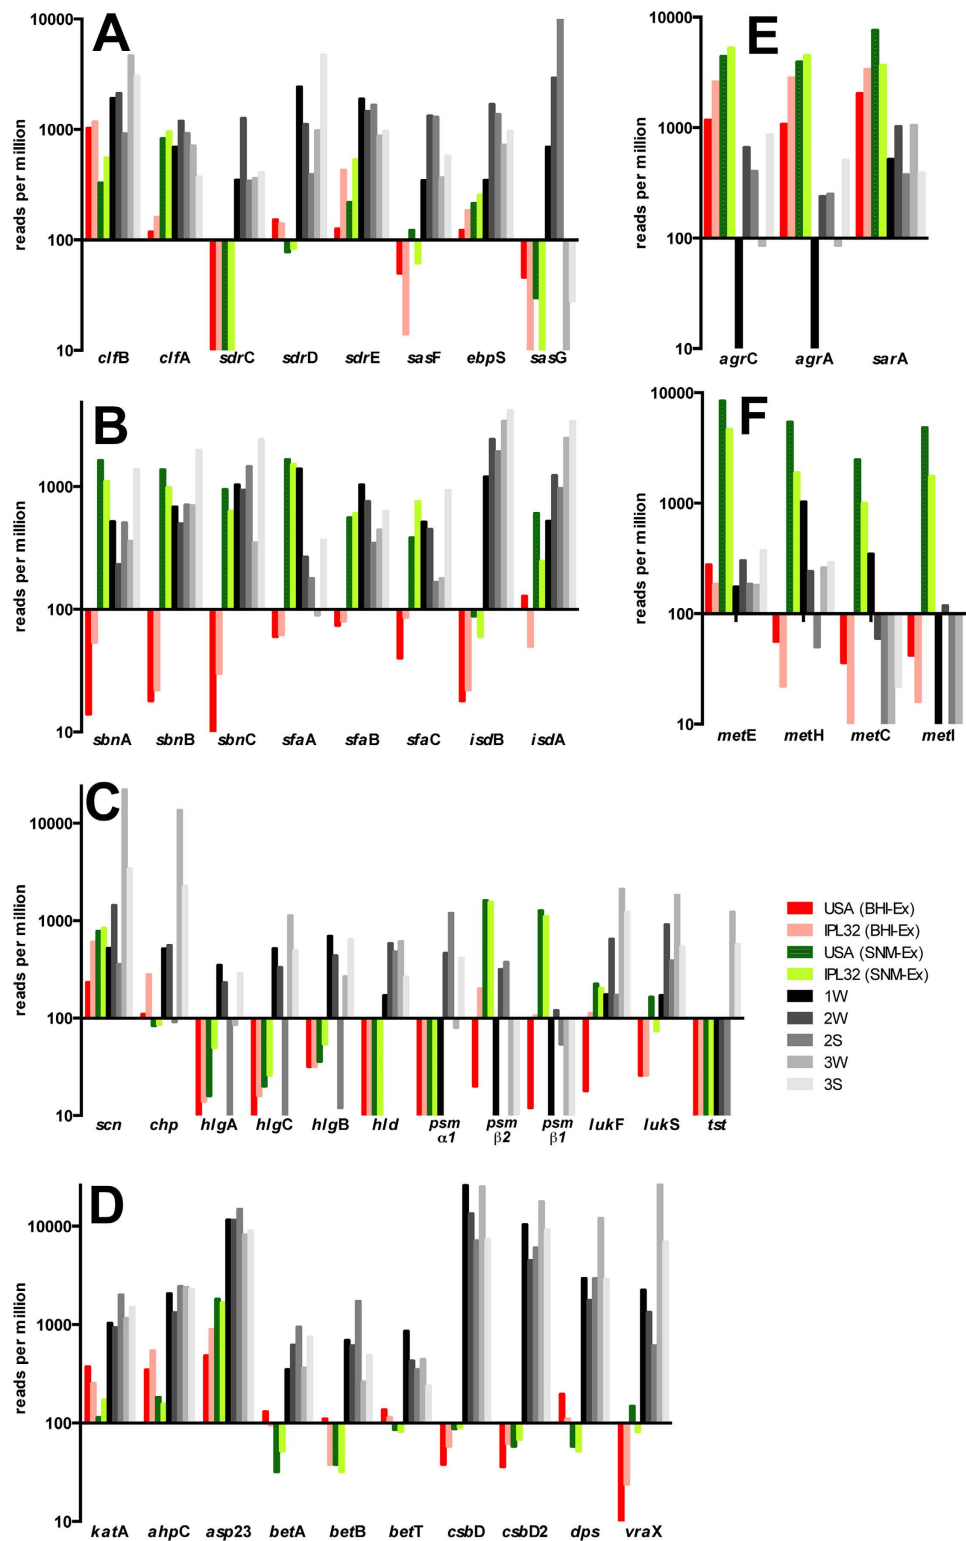 A
10000
1000
100
10
reads per million
clfB clfA sdrC sdrD sdrE sasF ebpS sasG
B
1000
100
10
reads per million
sbnA sbnB sbnC sfaA sfaB sfaC isdB isdA
C
10000
1000
100
10
reads per million
scn chp hlgA hlgC hlgB hld psm α1 psm β2 psm β1 lukF lukS tst
D
10000
1000
100
10
reads per million
katA ahpC asp23 betA betB betT csbD csbD2 dps vraX
E
10000
1000
100
10
reads per million
agrC agrA sarA
F
10000
1000
100
10
reads per million
metE metH metC metI
USA (BHI-Ex)
IPL32 (BHI-Ex)
USA (SNM-Ex)
IPL32 (SNM-Ex)
1W
2W
2S
3W
3S